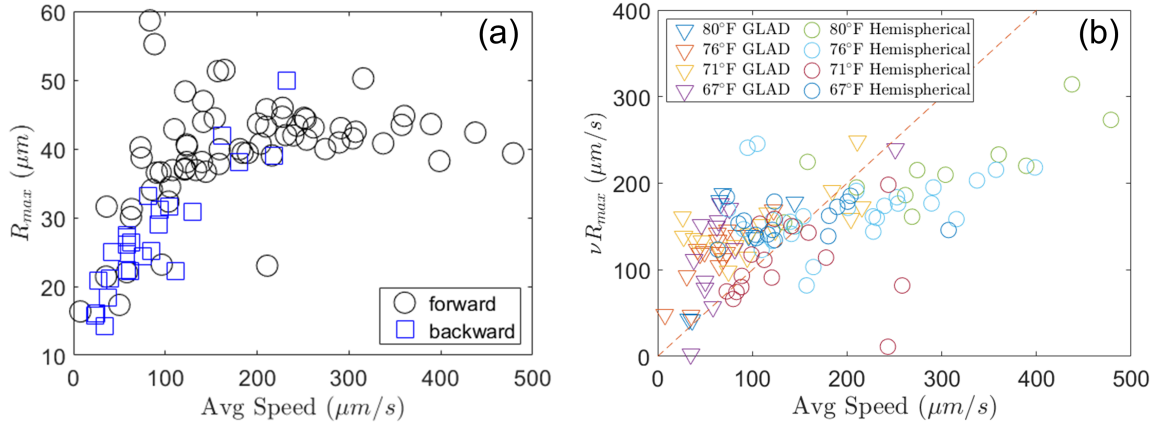 (a)
60
50
40
30
20
10
R_max (μm)
0 100 200 300 400 500
Avg Speed (μm/s)
forward
backward
(b)
400
300
200
100
0
νR_max (μm/s)
0 100 200 300 400 500
Avg Speed (μm/s)
80°F GLAD 80°F Hemispherical
76°F GLAD 76°F Hemispherical
71°F GLAD 71°F Hemispherical
67°F GLAD 67°F Hemispherical